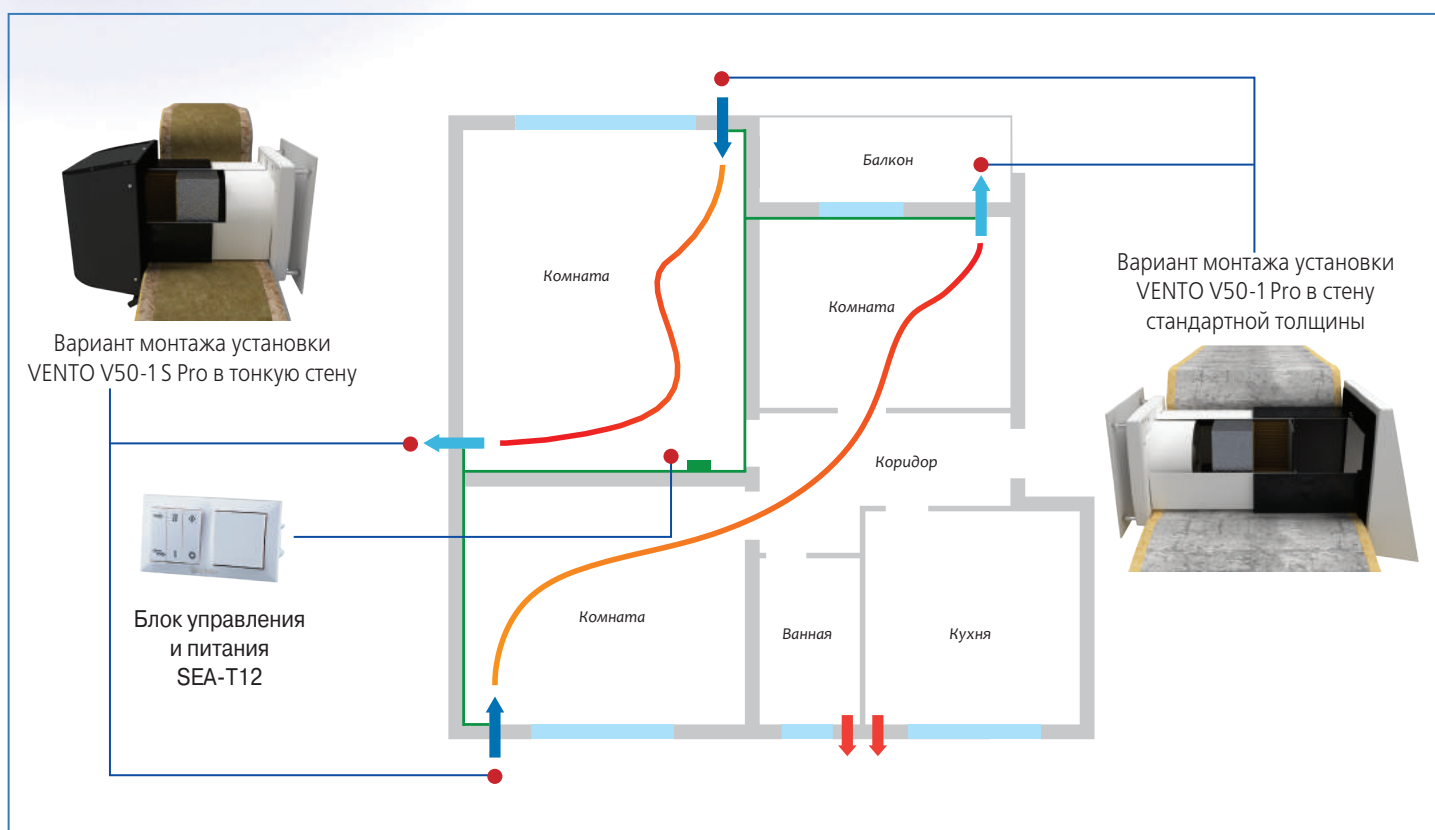 Балкон
Комната
Вариант монтажа установки
VENTO V50-1 Pro в стену
стандартной толщины
Комната
Вариант монтажа установки
VENTO V50-1 S Pro в тонкую стену
Коридор
Блок управления
и питания
SEA-T12
Комната
Ванная
Кухня